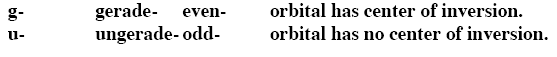 g- gerade- even- orbital has center of inversion.
u- ungerade- odd- orbital has no center of inversion.